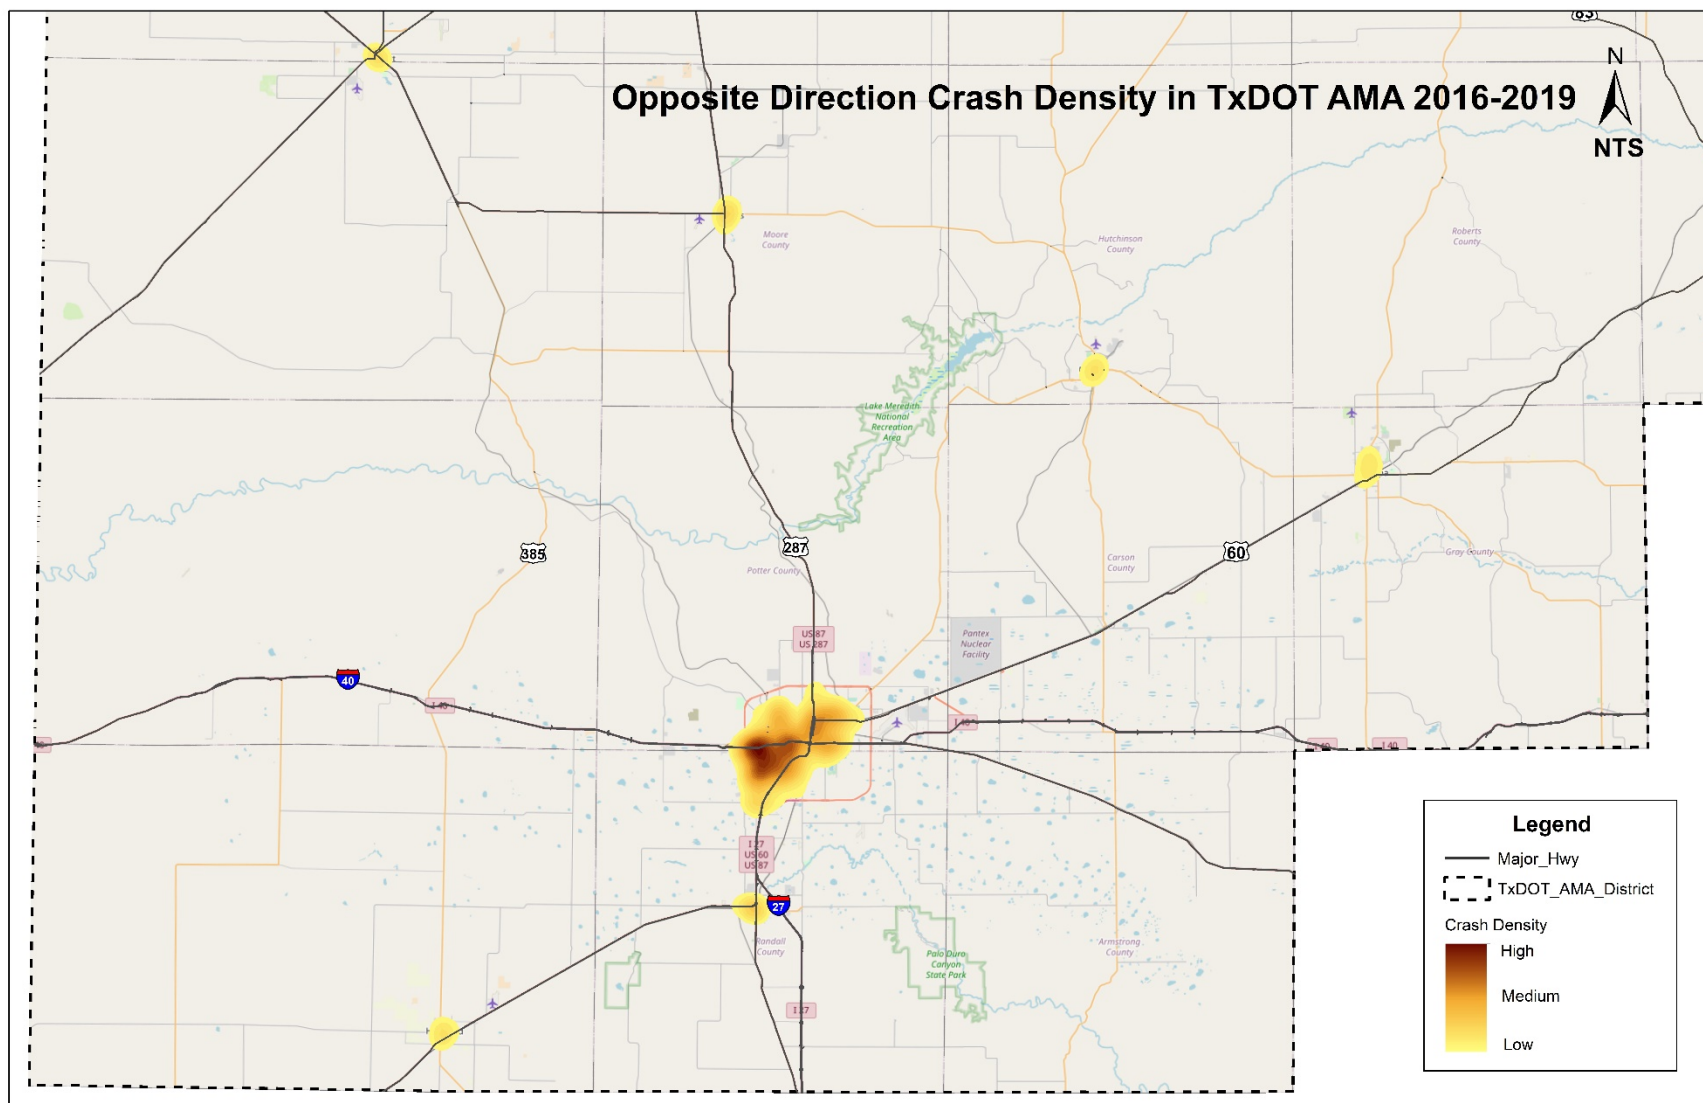 83
Opposite Direction Crash Density in TxDOT AMA 2016-2019
N
NTS
Moore
County
Hutchinson
County
Roberts
County
Lake Meredith
National
Recreation
Area
385
287
60
Potter County
Carson
County
Gray County
US 87
US 287
Pantex
Nuclear
Facility
40
I 40
I 40
I 40
I 40
I 27
US 60
US 87
27
Randall
County
Palo Duro
Canyon
State Park
Armstrong
County
I 27
Legend
Major_Hwy
TxDOT_AMA_District
Crash Density
High
Medium
Low